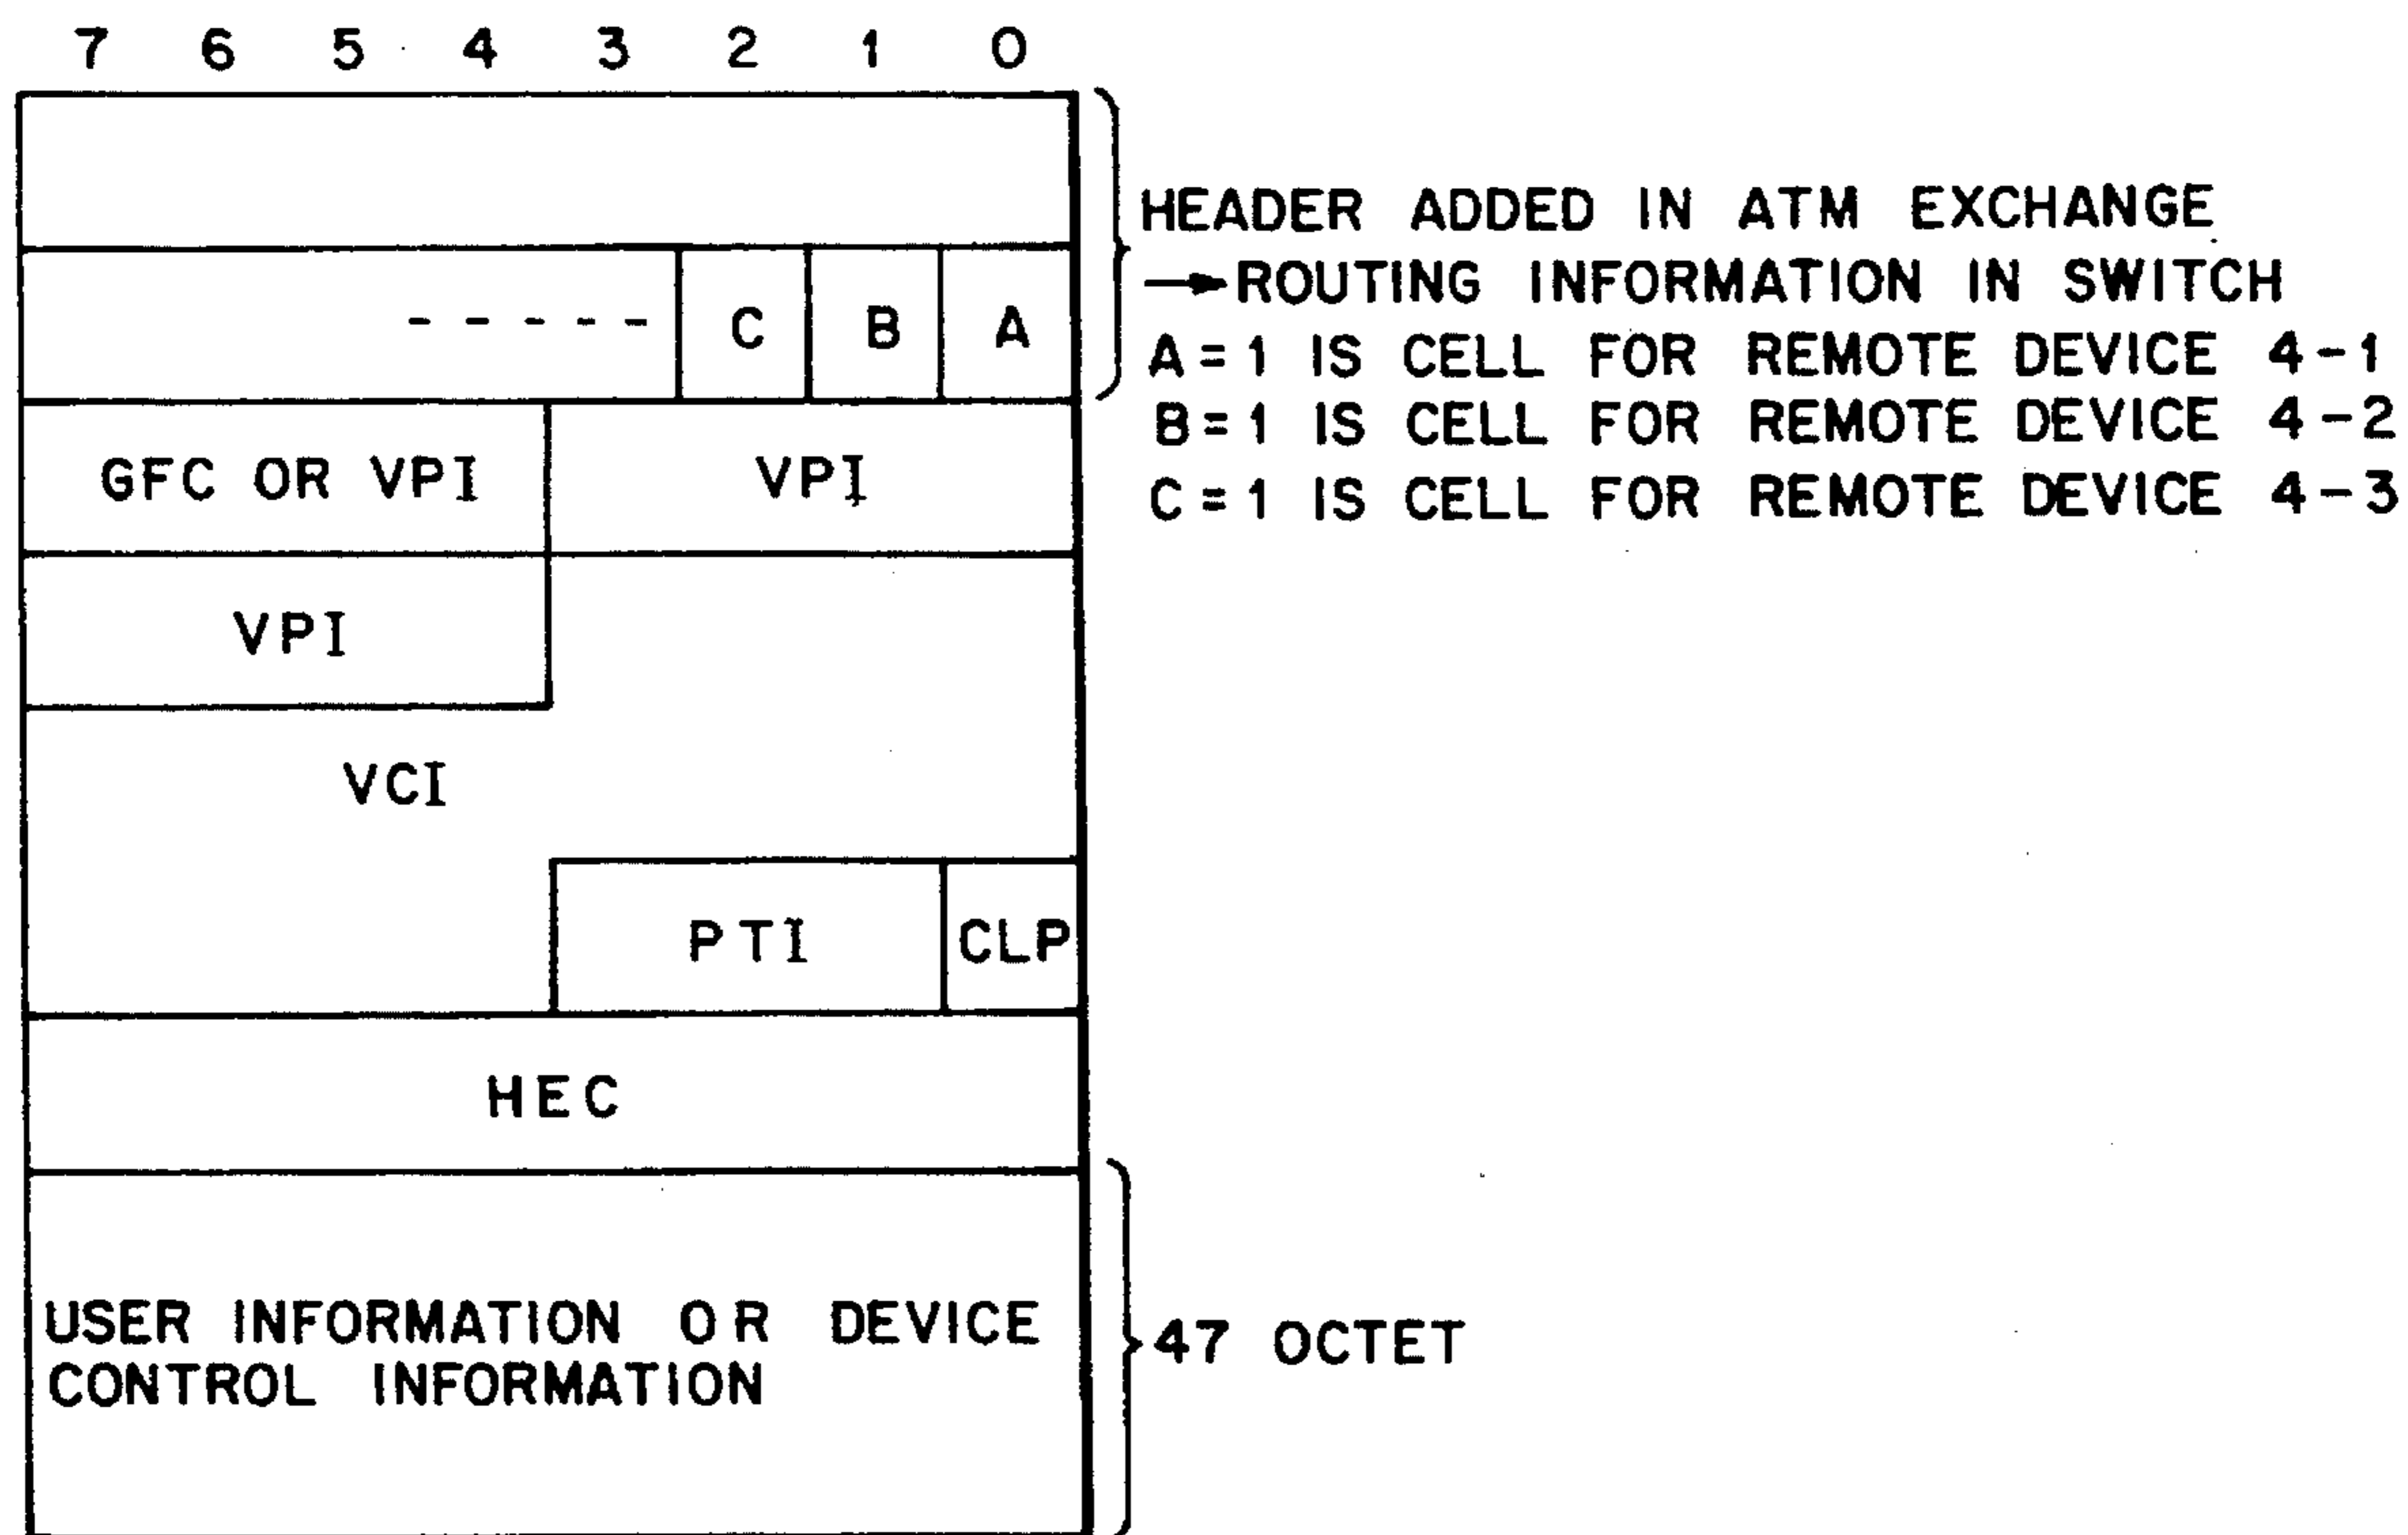 7 6 5 4 3 2 1 0
HEADER ADDED IN ATM EXCHANGE
→ROUTING INFORMATION IN SWITCH
----- C B A
A=1 IS CELL FOR REMOTE DEVICE 4-1
B=1 IS CELL FOR REMOTE DEVICE 4-2
C=1 IS CELL FOR REMOTE DEVICE 4-3
GFC OR VPI VPI
VPI
VCI
PTI CLP
HEC
USER INFORMATION OR DEVICE
CONTROL INFORMATION
47 OCTET